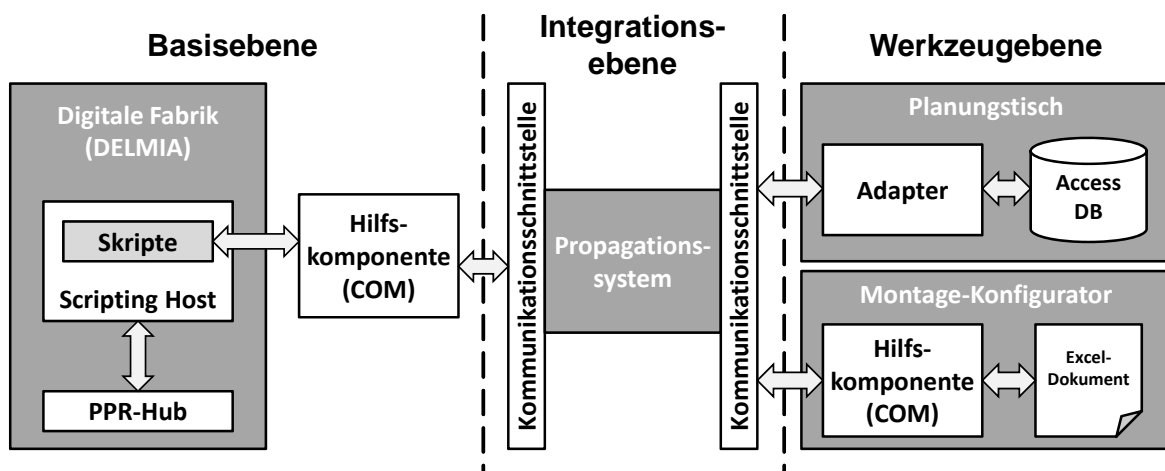 Basisebene
Integrations-
ebene
Werkzeugebene
Digitale Fabrik
(DELMIA)
Skripte
Scripting Host
PPR-Hub
Hilfs-
komponente
(COM)
Kommunikationsschnittstelle
Propagations-
system
Kommunikationsschnittstelle
Planungstisch
Adapter
Access
DB
Montage-Konfigurator
Hilfs-
komponente
(COM)
Excel-
Dokument